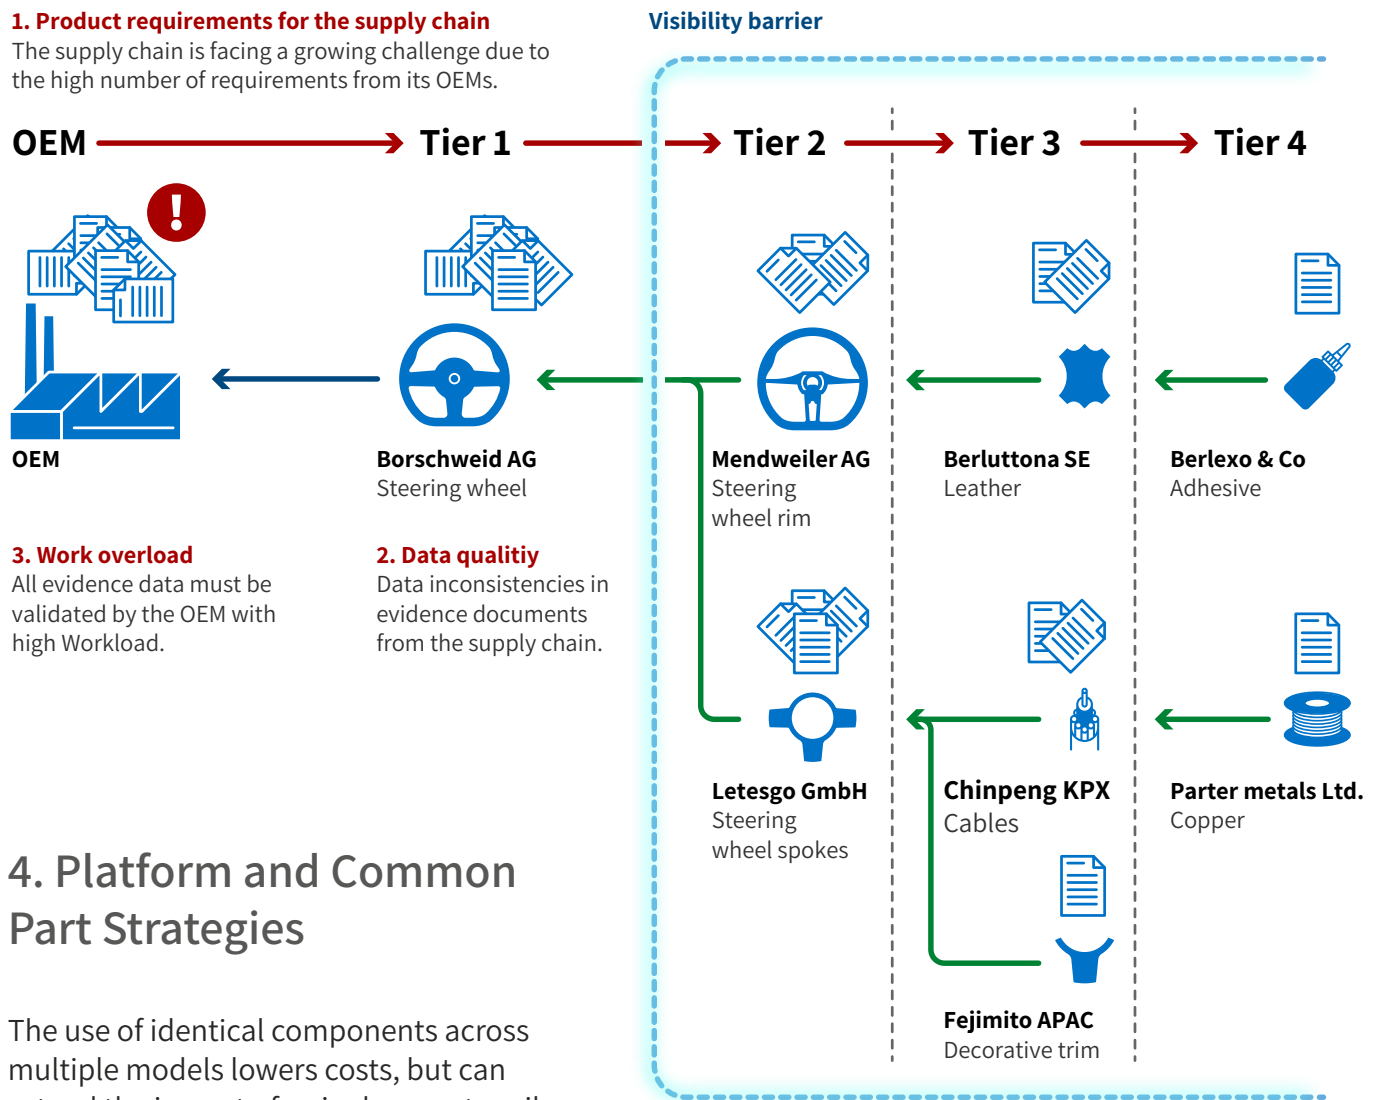 1. Product requirements for the supply chain
The supply chain is facing a growing challenge due to
the high number of requirements from its OEMs.
Visibility barrier
OEM
Tier 1
Tier 2
Tier 3
Tier 4
OEM
Borschweid AG
Steering wheel
Mendweiler AG
Steering
wheel rim
Berluttona SE
Leather
Berlexo & Co
Adhesive
3. Work overload
All evidence data must be
validated by the OEM with
high Workload.
2. Data qualitiy
Data inconsistencies in
evidence documents
from the supply chain.
Letesgo GmbH
Steering
wheel spokes
Chinpeng KPX
Cables
Parter metals Ltd.
Copper
Fejimito APAC
Decorative trim
4. Platform and Common
Part Strategies
The use of identical components across
multiple models lowers costs, but can